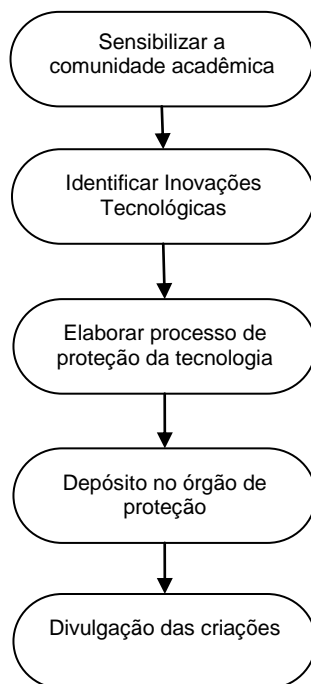 Sensibilizar a
comunidade acadêmica
Identificar Inovações
Tecnológicas
Elaborar processo de
proteção da tecnologia
Depósito no órgão de
proteção
Divulgação das criações